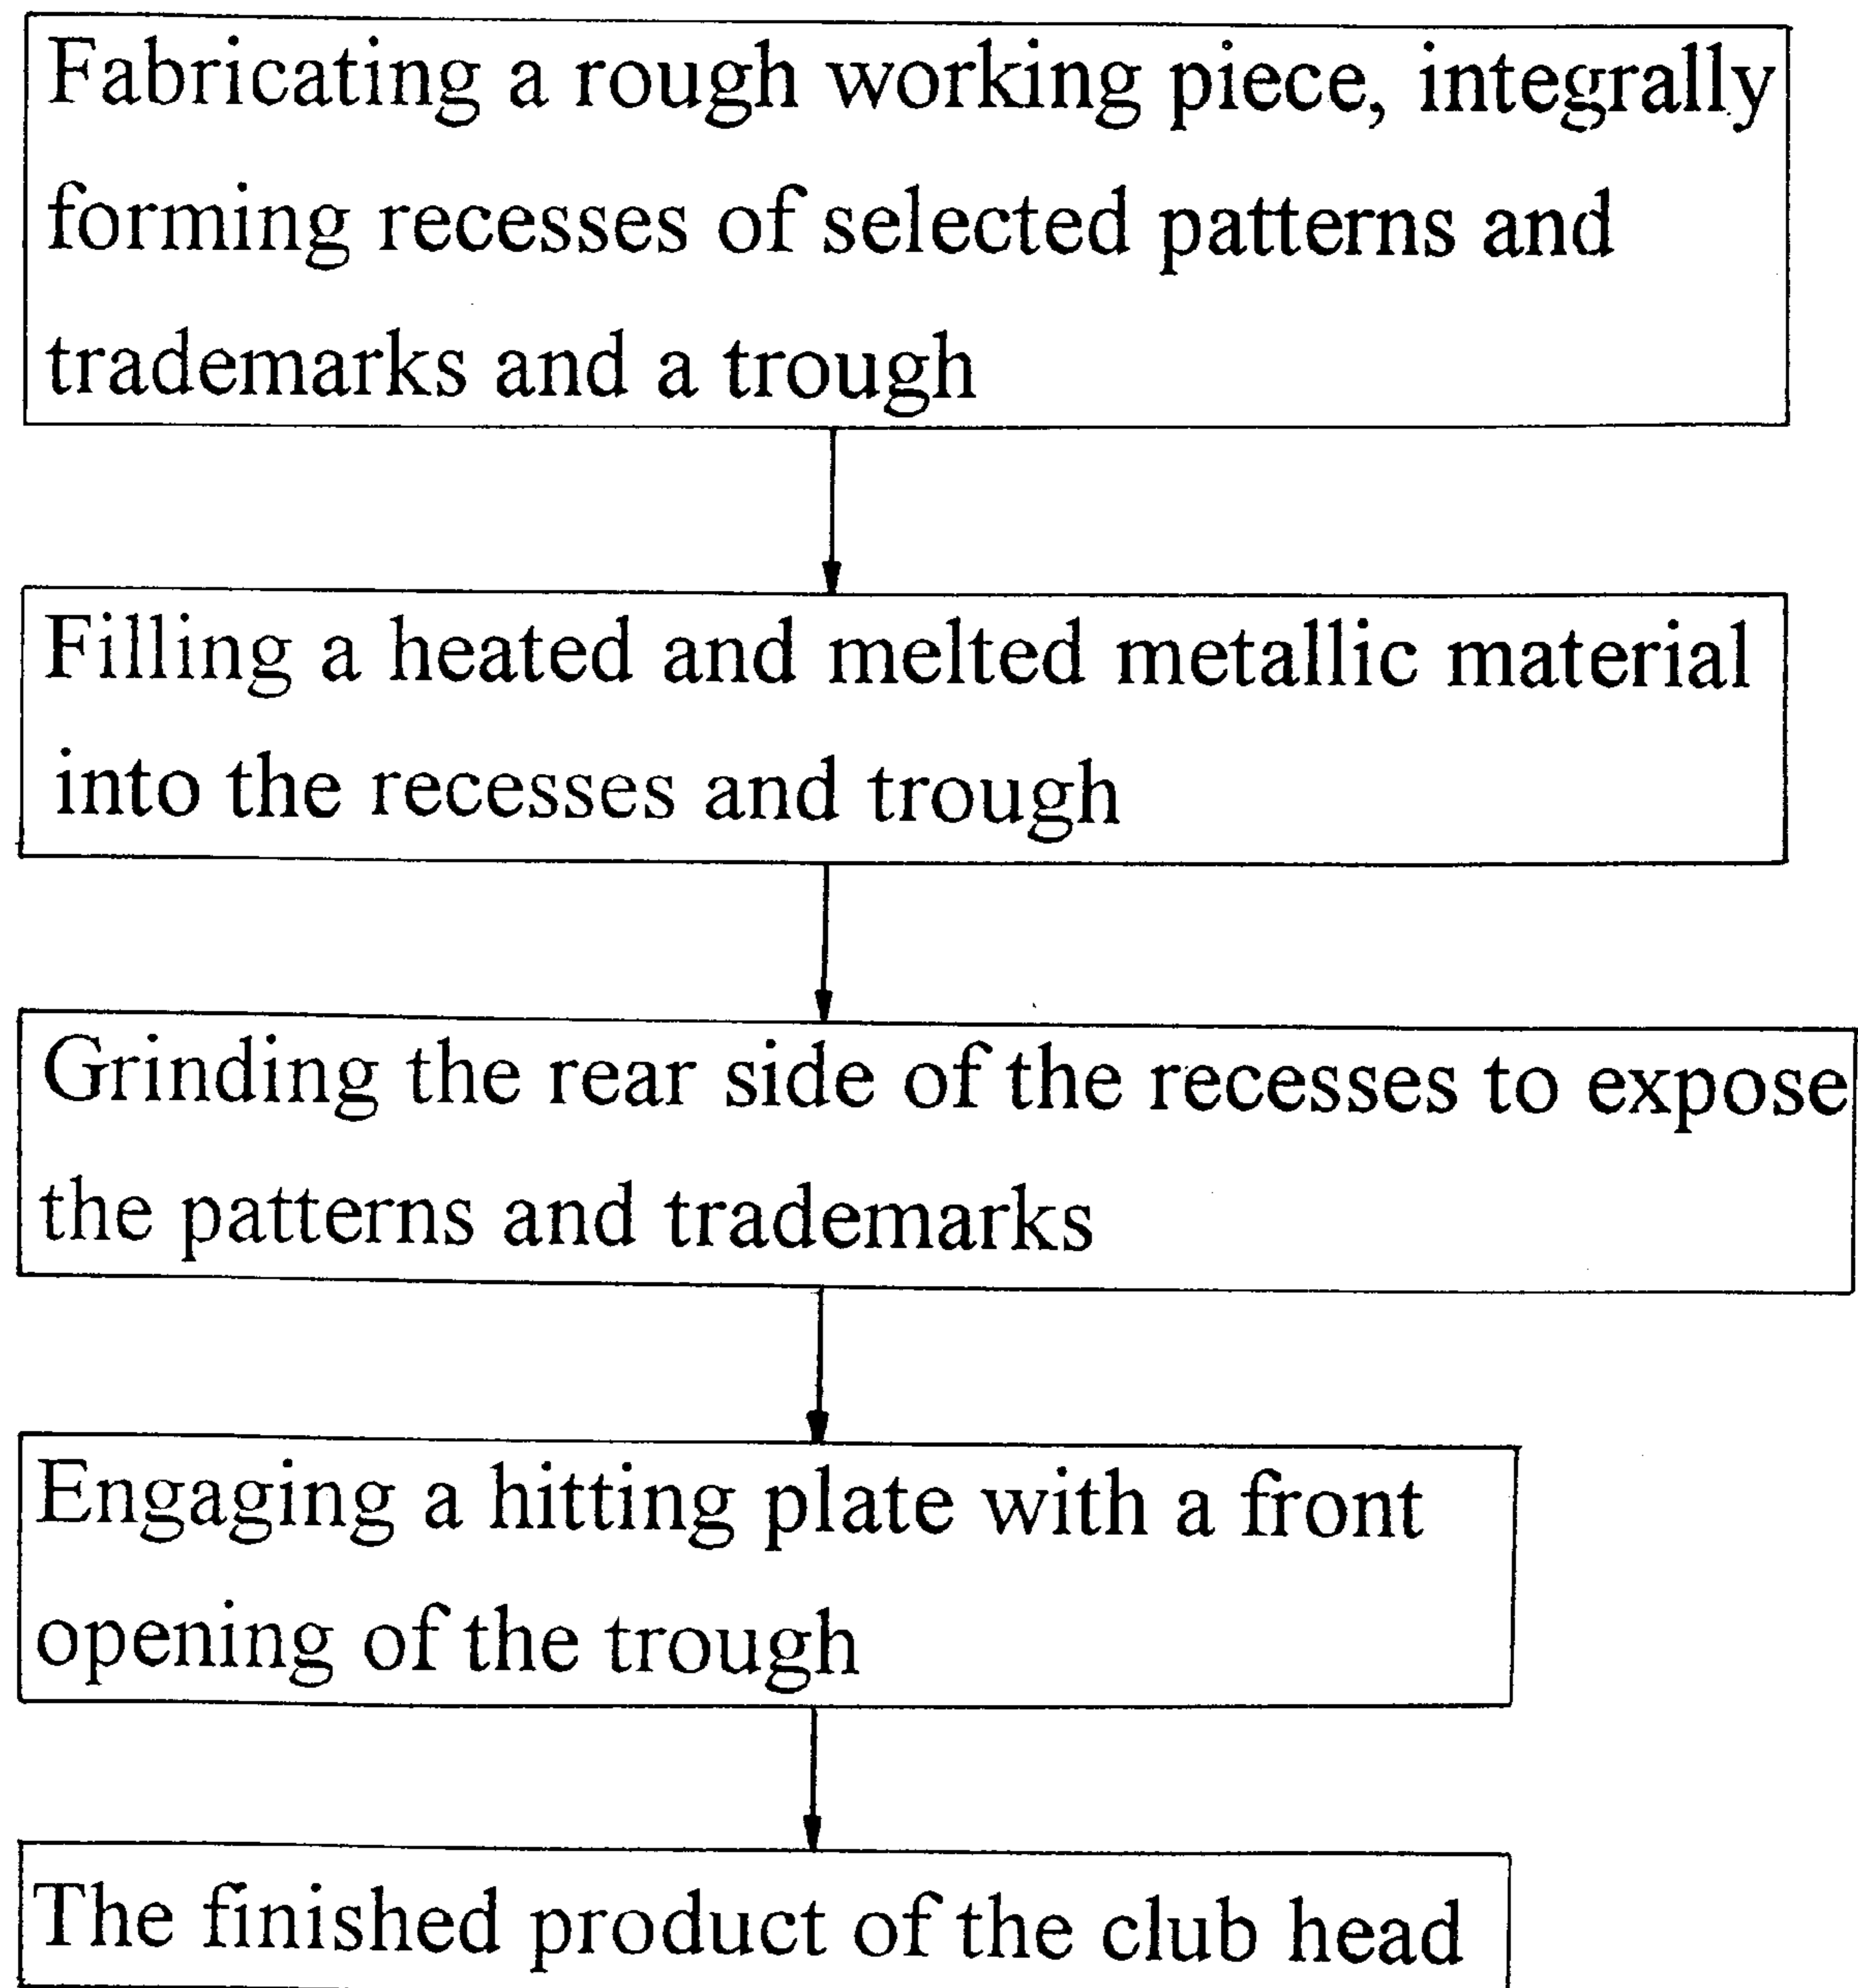 Fabricating a rough working piece, integrally
forming recesses of selected patterns and
trademarks and a trough
Filling a heated and melted metallic material
into the recesses and trough
Grinding the rear side of the recesses to expose
the patterns and trademarks
Engaging a hitting plate with a front
opening of the trough
The finished product of the club head